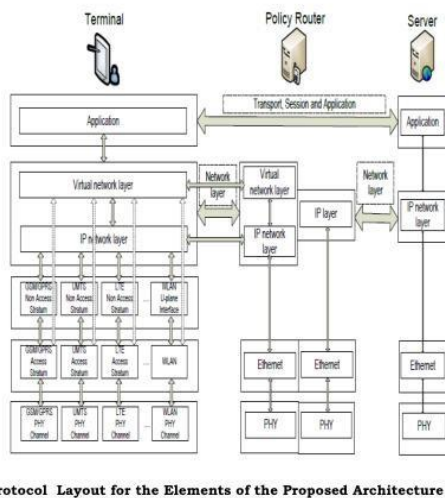 Terminal
Policy Router
Server
Transport, Session and Application
Application
Application
Virtual network layer
Network layer
Virtual network layer
Network layer
IP layer
IP network layer
IP network layer
IP network layer
GSM/GPRS Non Access Stratum
UMTS Non Access Stratum
LTE Non Access Stratum
...
WLAN U-plane Interface
GSM/GPRS Access Stratum
UMTS Access Stratum
LTE Access Stratum
...
WLAN
Ethernet
Ethernet
Ethernet
GSM/GPRS PHY Channel
UMTS PHY Channel
LTE PHY Channel
...
WLAN PHY Channel
PHY
PHY
PHY
rotocol Layout for the Elements of the Proposed Architecture